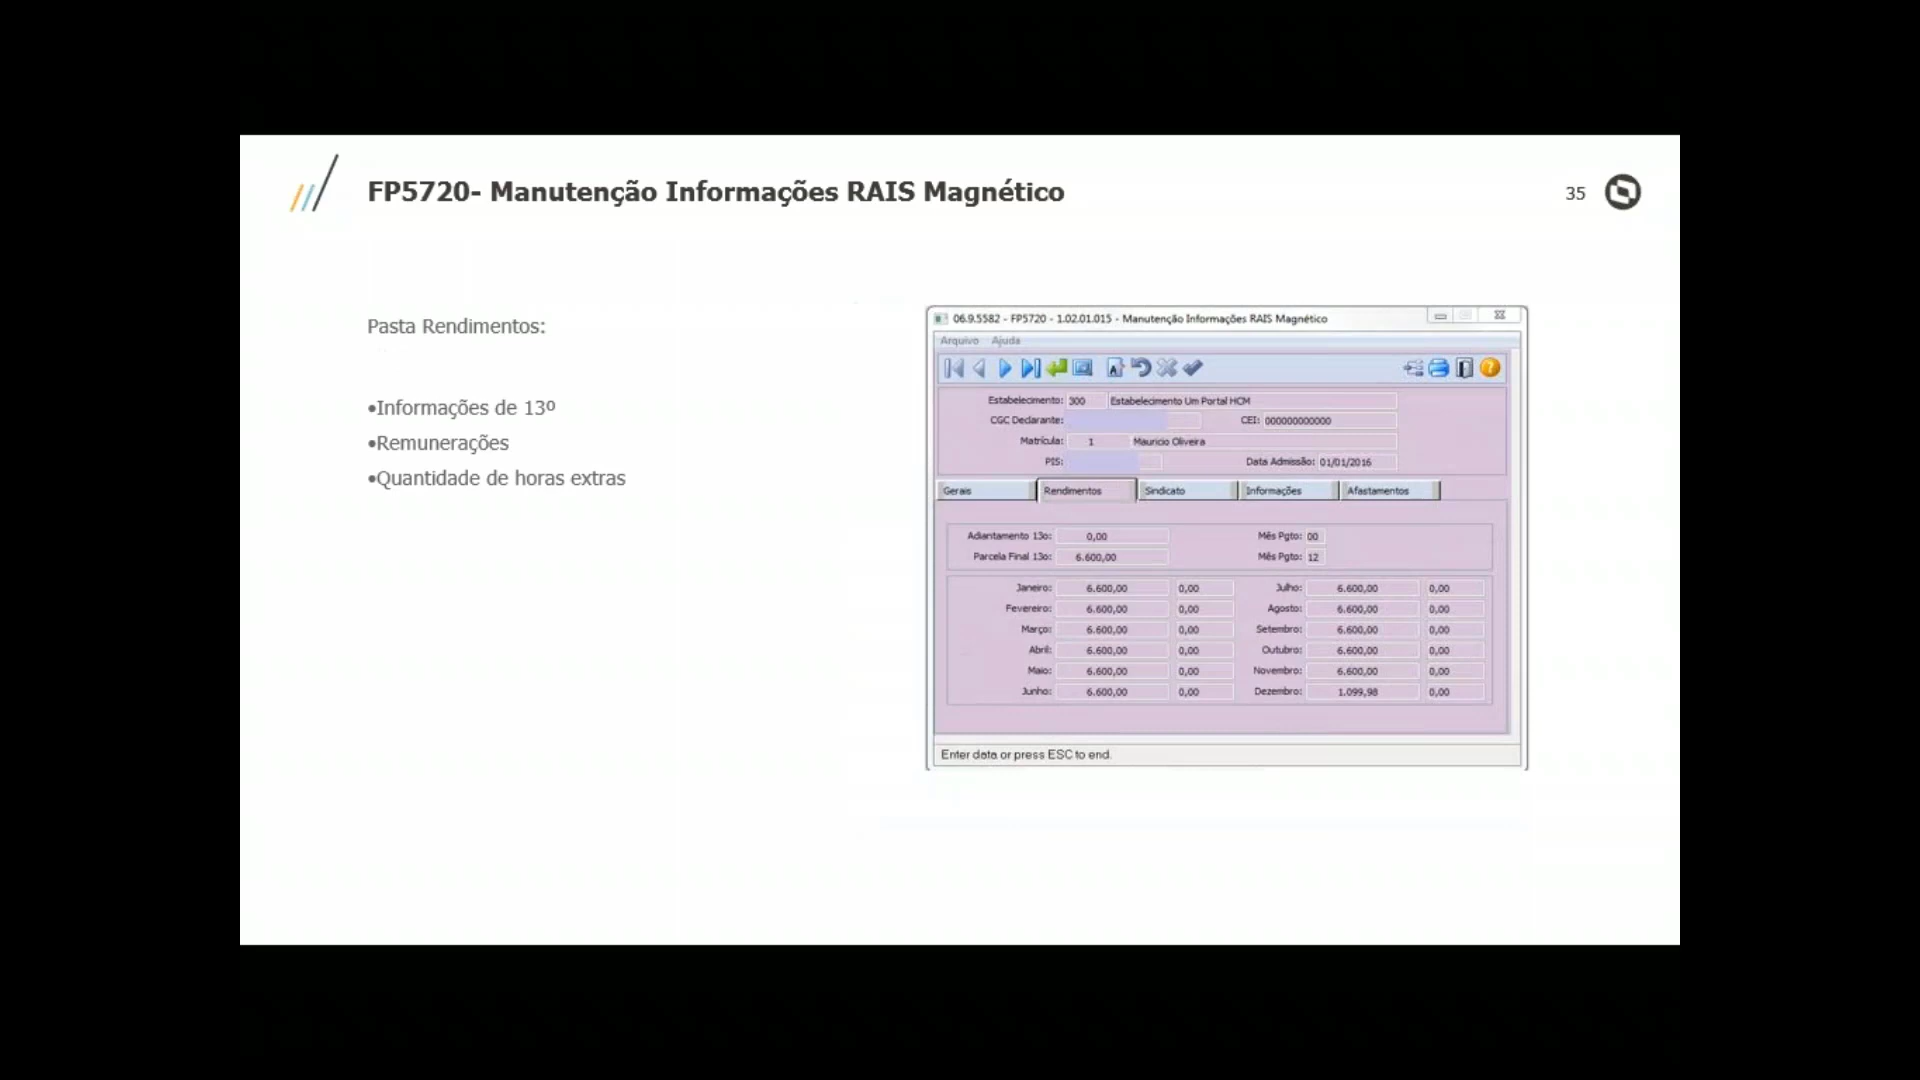 FP5720- Manutenção Informações RAIS Magnético
35
Pasta Rendimentos:
•Informações de 13º
•Remunerações
•Quantidade de horas extras
06.9.5582 - FP5720 - 1.02.01.015 - Manutenção Informações RAIS Magnético
Arquivo Ajuda
Estabelecimento: 300 Estabelecimento Um Portal HCM
CGC Declarante: CEI: 000000000000
Matrícula: 1 Mauricio Oliveira
PIS: Data Admissão: 01/01/2016
Gerais Rendimentos Sindicato Informações Afastamentos
Adiantamento 13o: 0,00 Mês Pgto: 00
Parcela Final 13o: 6.600,00 Mês Pgto: 12
Janeiro: 6.600,00 0,00 Julho: 6.600,00 0,00
Fevereiro: 6.600,00 0,00 Agosto: 6.600,00 0,00
Março: 6.600,00 0,00 Setembro: 6.600,00 0,00
Abril: 6.600,00 0,00 Outubro: 6.600,00 0,00
Maio: 6.600,00 0,00 Novembro: 6.600,00 0,00
Junho: 6.600,00 0,00 Dezembro: 1.099,98 0,00
Enter data or press ESC to end.